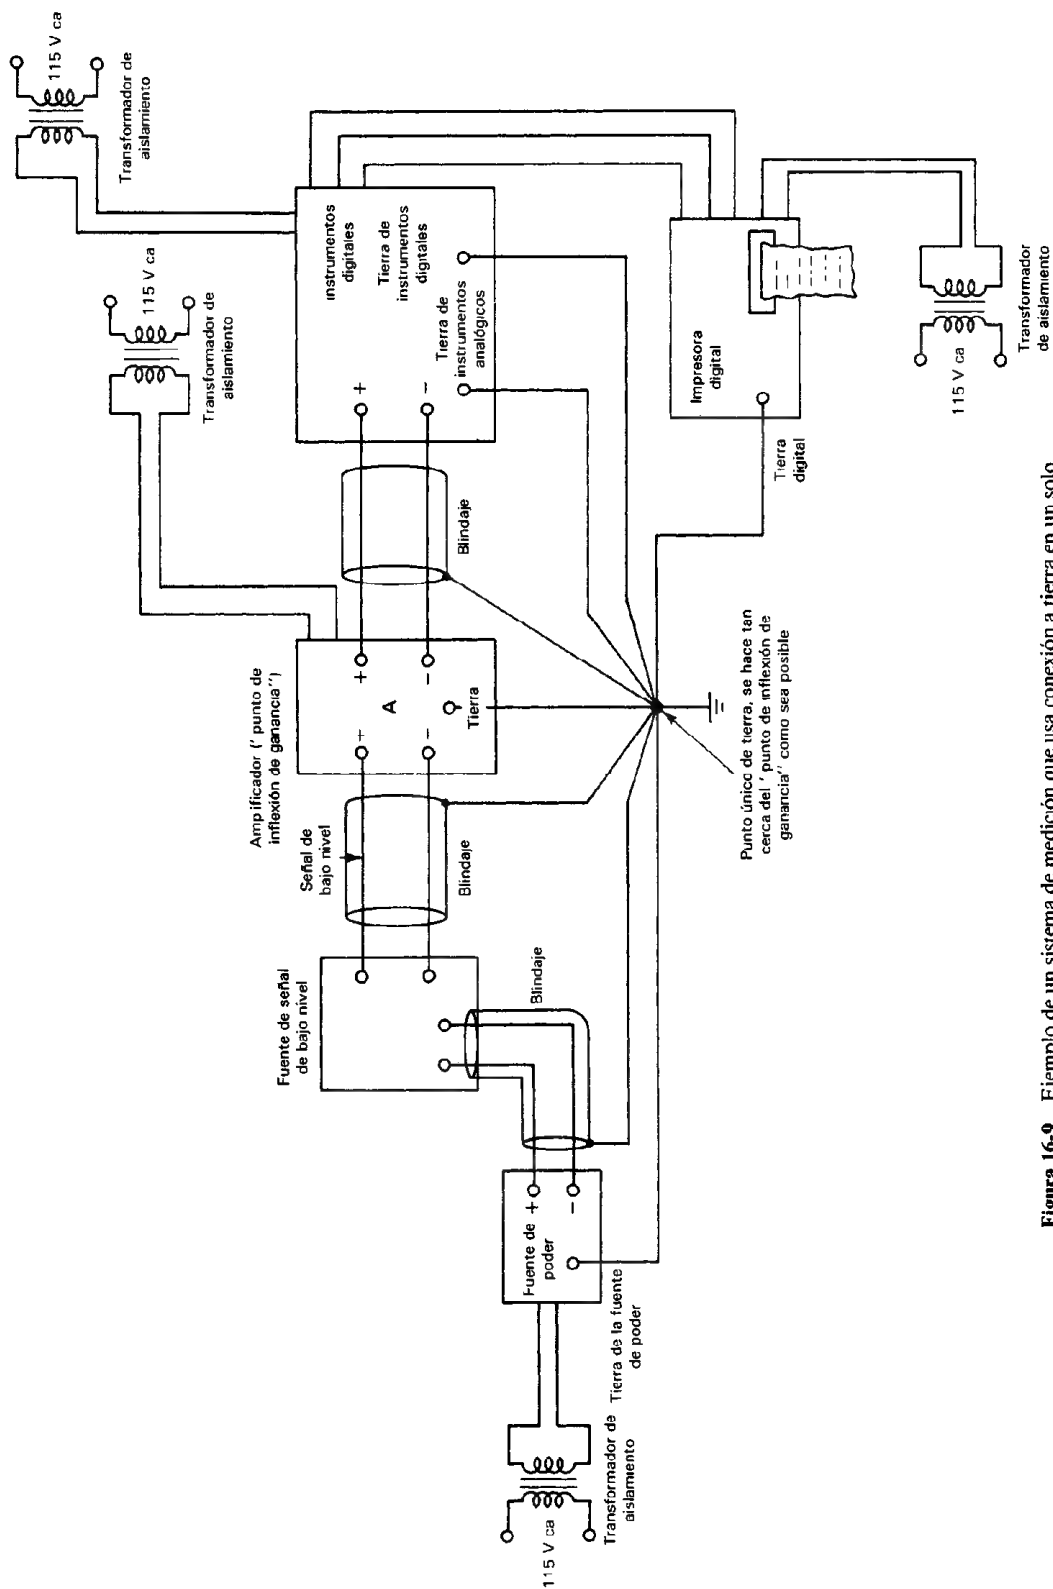 115 V ca
Transformador de
aislamiento
115 V ca
Transformador de
aislamiento
Amplificador (' punto de
inflexión de ganancia'')
Señal de
bajo nivel
Fuente de señal
de bajo nivel
Blindaje
Blindaje
Blindaje
+
−
A
+
−
Tierra
+
−
instrumentos
digitales
Tierra de
instrumentos
digitales
Tierra de
instrumentos
analógicos
Fuente de
poder
+
−
115 V ca
Transformador de
aislamiento
Tierra de la fuente
de poder
Punto único de tierra, se hace tan
cerca del ' punto de inflexión de
ganancia'' como sea posible
Tierra
digital
Impresora
digital
115 V ca
Transformador
de aislamiento
Figura 16-9 Ejemplo de un sistema de medición que usa conexión a tierra en un solo